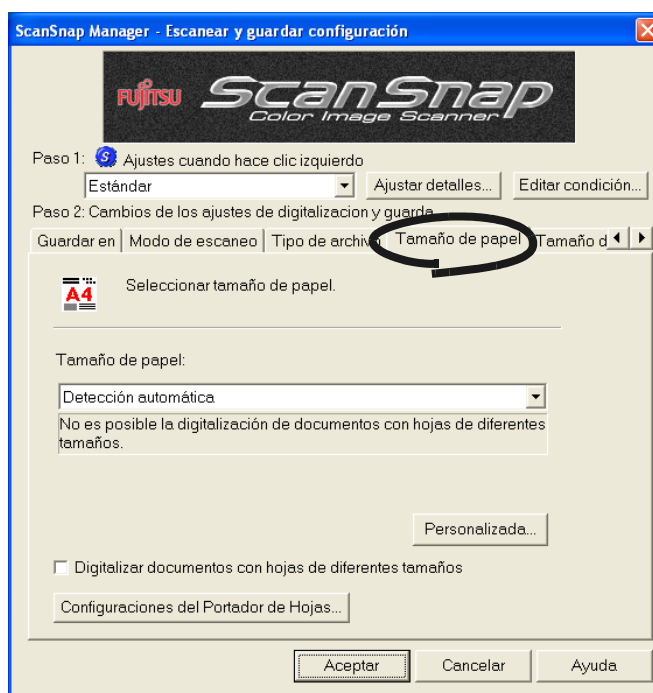 ScanSnap Manager - Escanear y guardar configuración
FUJITSU ScanSnap
Color Image Scanner
Paso 1: S Ajustes cuando hace clic izquierdo
Estándar Ajustar detalles... Editar condición...
Paso 2: Cambios de los ajustes de digitalizacion y guarda
Guardar en Modo de escaneo Tipo de archivo Tamaño de papel Tamaño d
A4 Seleccionar tamaño de papel.
Tamaño de papel:
Detección automática
No es posible la digitalización de documentos con hojas de diferentes
tamaños.
Personalizada...
Digitalizar documentos con hojas de diferentes tamaños
Configuraciones del Portador de Hojas...
Aceptar Cancelar Ayuda